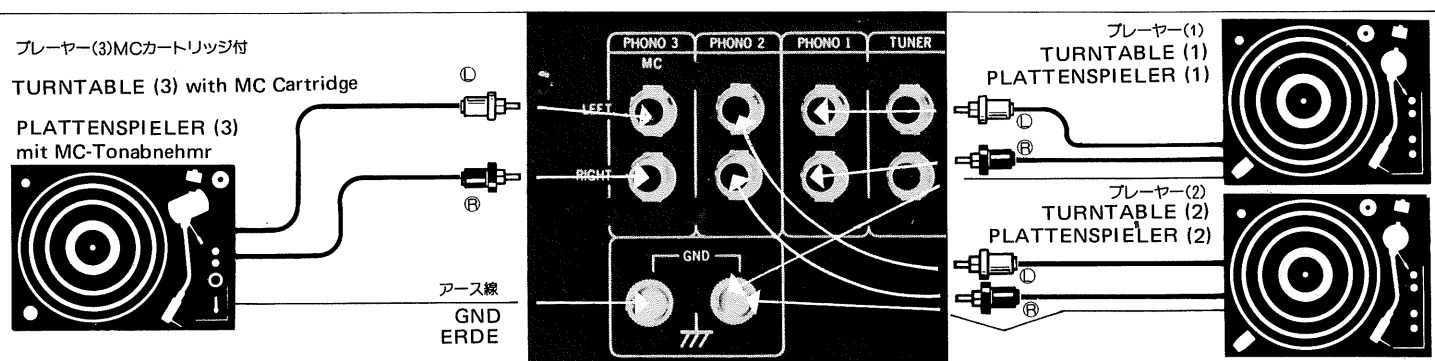 プレーヤー(3)MCカートリッジ付
TURNTABLE (3) with MC Cartridge
PLATTENSPIELER (3)
mit MC-Tonabnehmr
Ⓛ
Ⓡ
アース線
GND
ERDE
PHONO 3
MC
PHONO 2
PHONO 1
TUNER
LEFT
RIGHT
GND
プレーヤー(1)
TURNTABLE (1)
PLATTENSPIELER (1)
Ⓛ
Ⓡ
プレーヤー(2)
TURNTABLE (2)
PLATTENSPIELER (2)
Ⓛ
Ⓡ